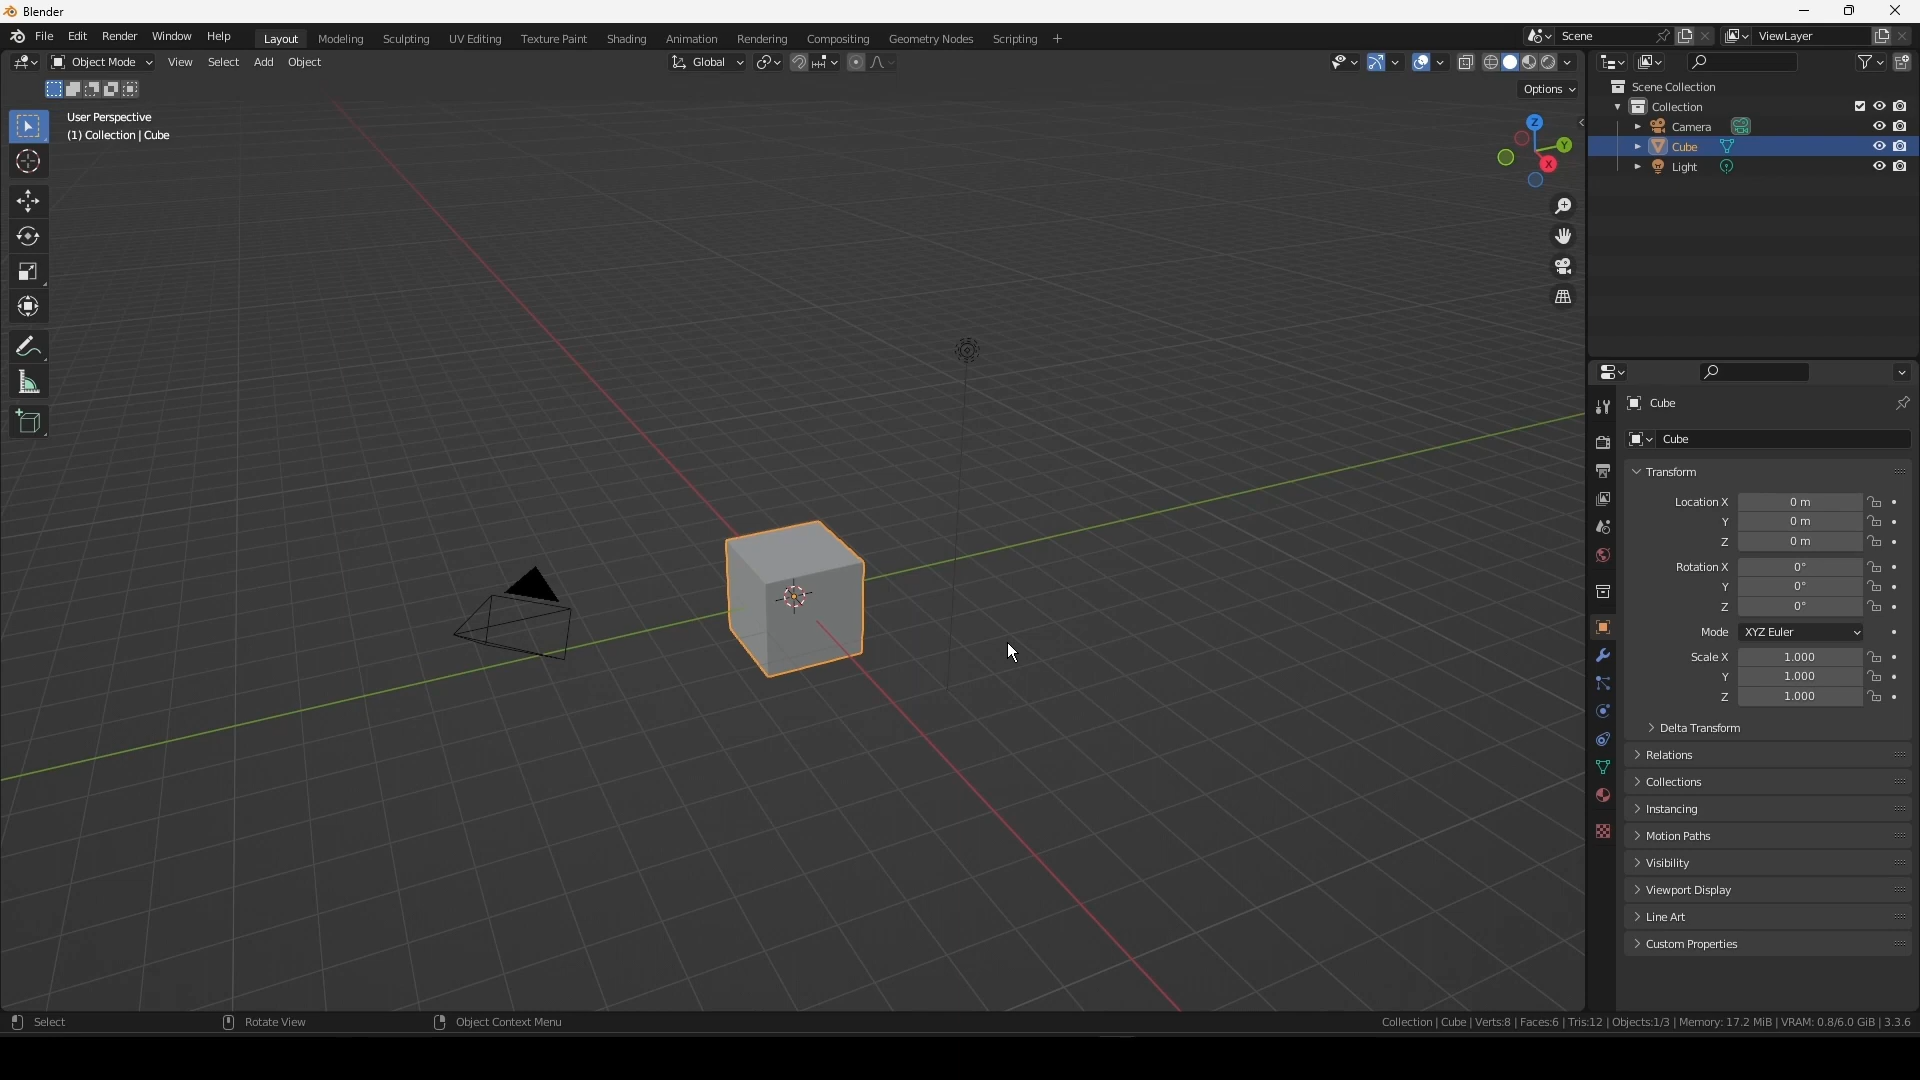 Blender
File Edit Render Window Help Layout Modeling Sculpting UV Editing Texture Paint Shading Animation Rendering Compositing Geometry Nodes Scripting + Scene ViewLayer
Object Mode View Select Add Object Global
Options
User Perspective
(1) Collection | Cube
Z
Y
X
Scene Collection
Collection
Camera
Cube
Light
Cube
Cube
Transform
Location X 0 m
Y 0 m
Z 0 m
Rotation X 0°
Y 0°
Z 0°
Mode XYZ Euler
Scale X 1.000
Y 1.000
Z 1.000
Delta Transform
Relations
Collections
Instancing
Motion Paths
Visibility
Viewport Display
Line Art
Custom Properties
Select Rotate View Object Context Menu Collection | Cube | Verts:8 | Faces:6 | Tris:12 | Objects:1/3 | Memory: 17.2 MiB | VRAM: 0.8/6.0 GiB | 3.3.6